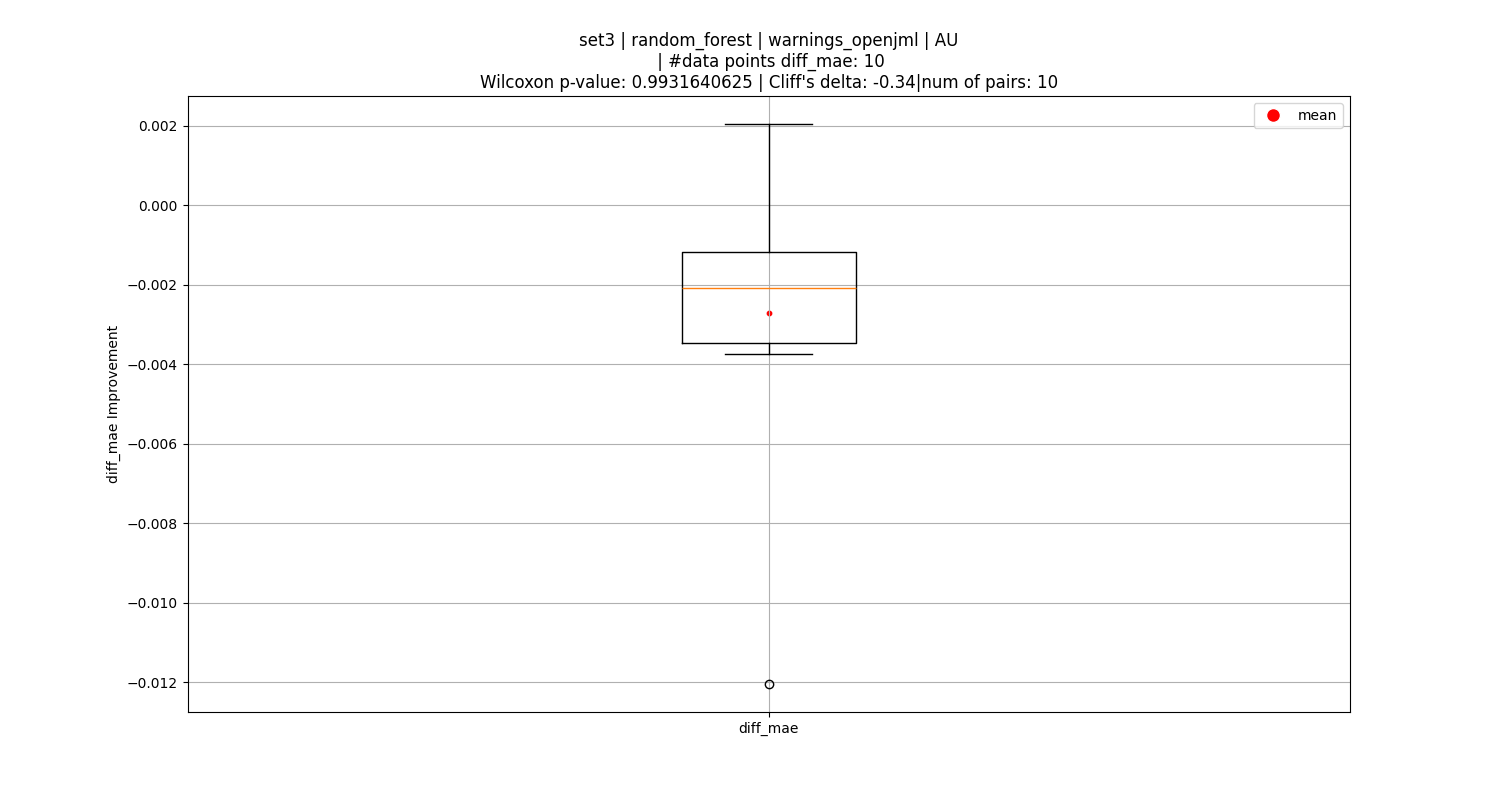 set3 | random_forest | warnings_openjml | AU
| #data points diff_mae: 10
Wilcoxon p-value: 0.9931640625 | Cliff's delta: -0.34|num of pairs: 10
mean
0.002
0.000
−0.002
−0.004
−0.006
−0.008
−0.010
−0.012
diff_mae Improvement
diff_mae